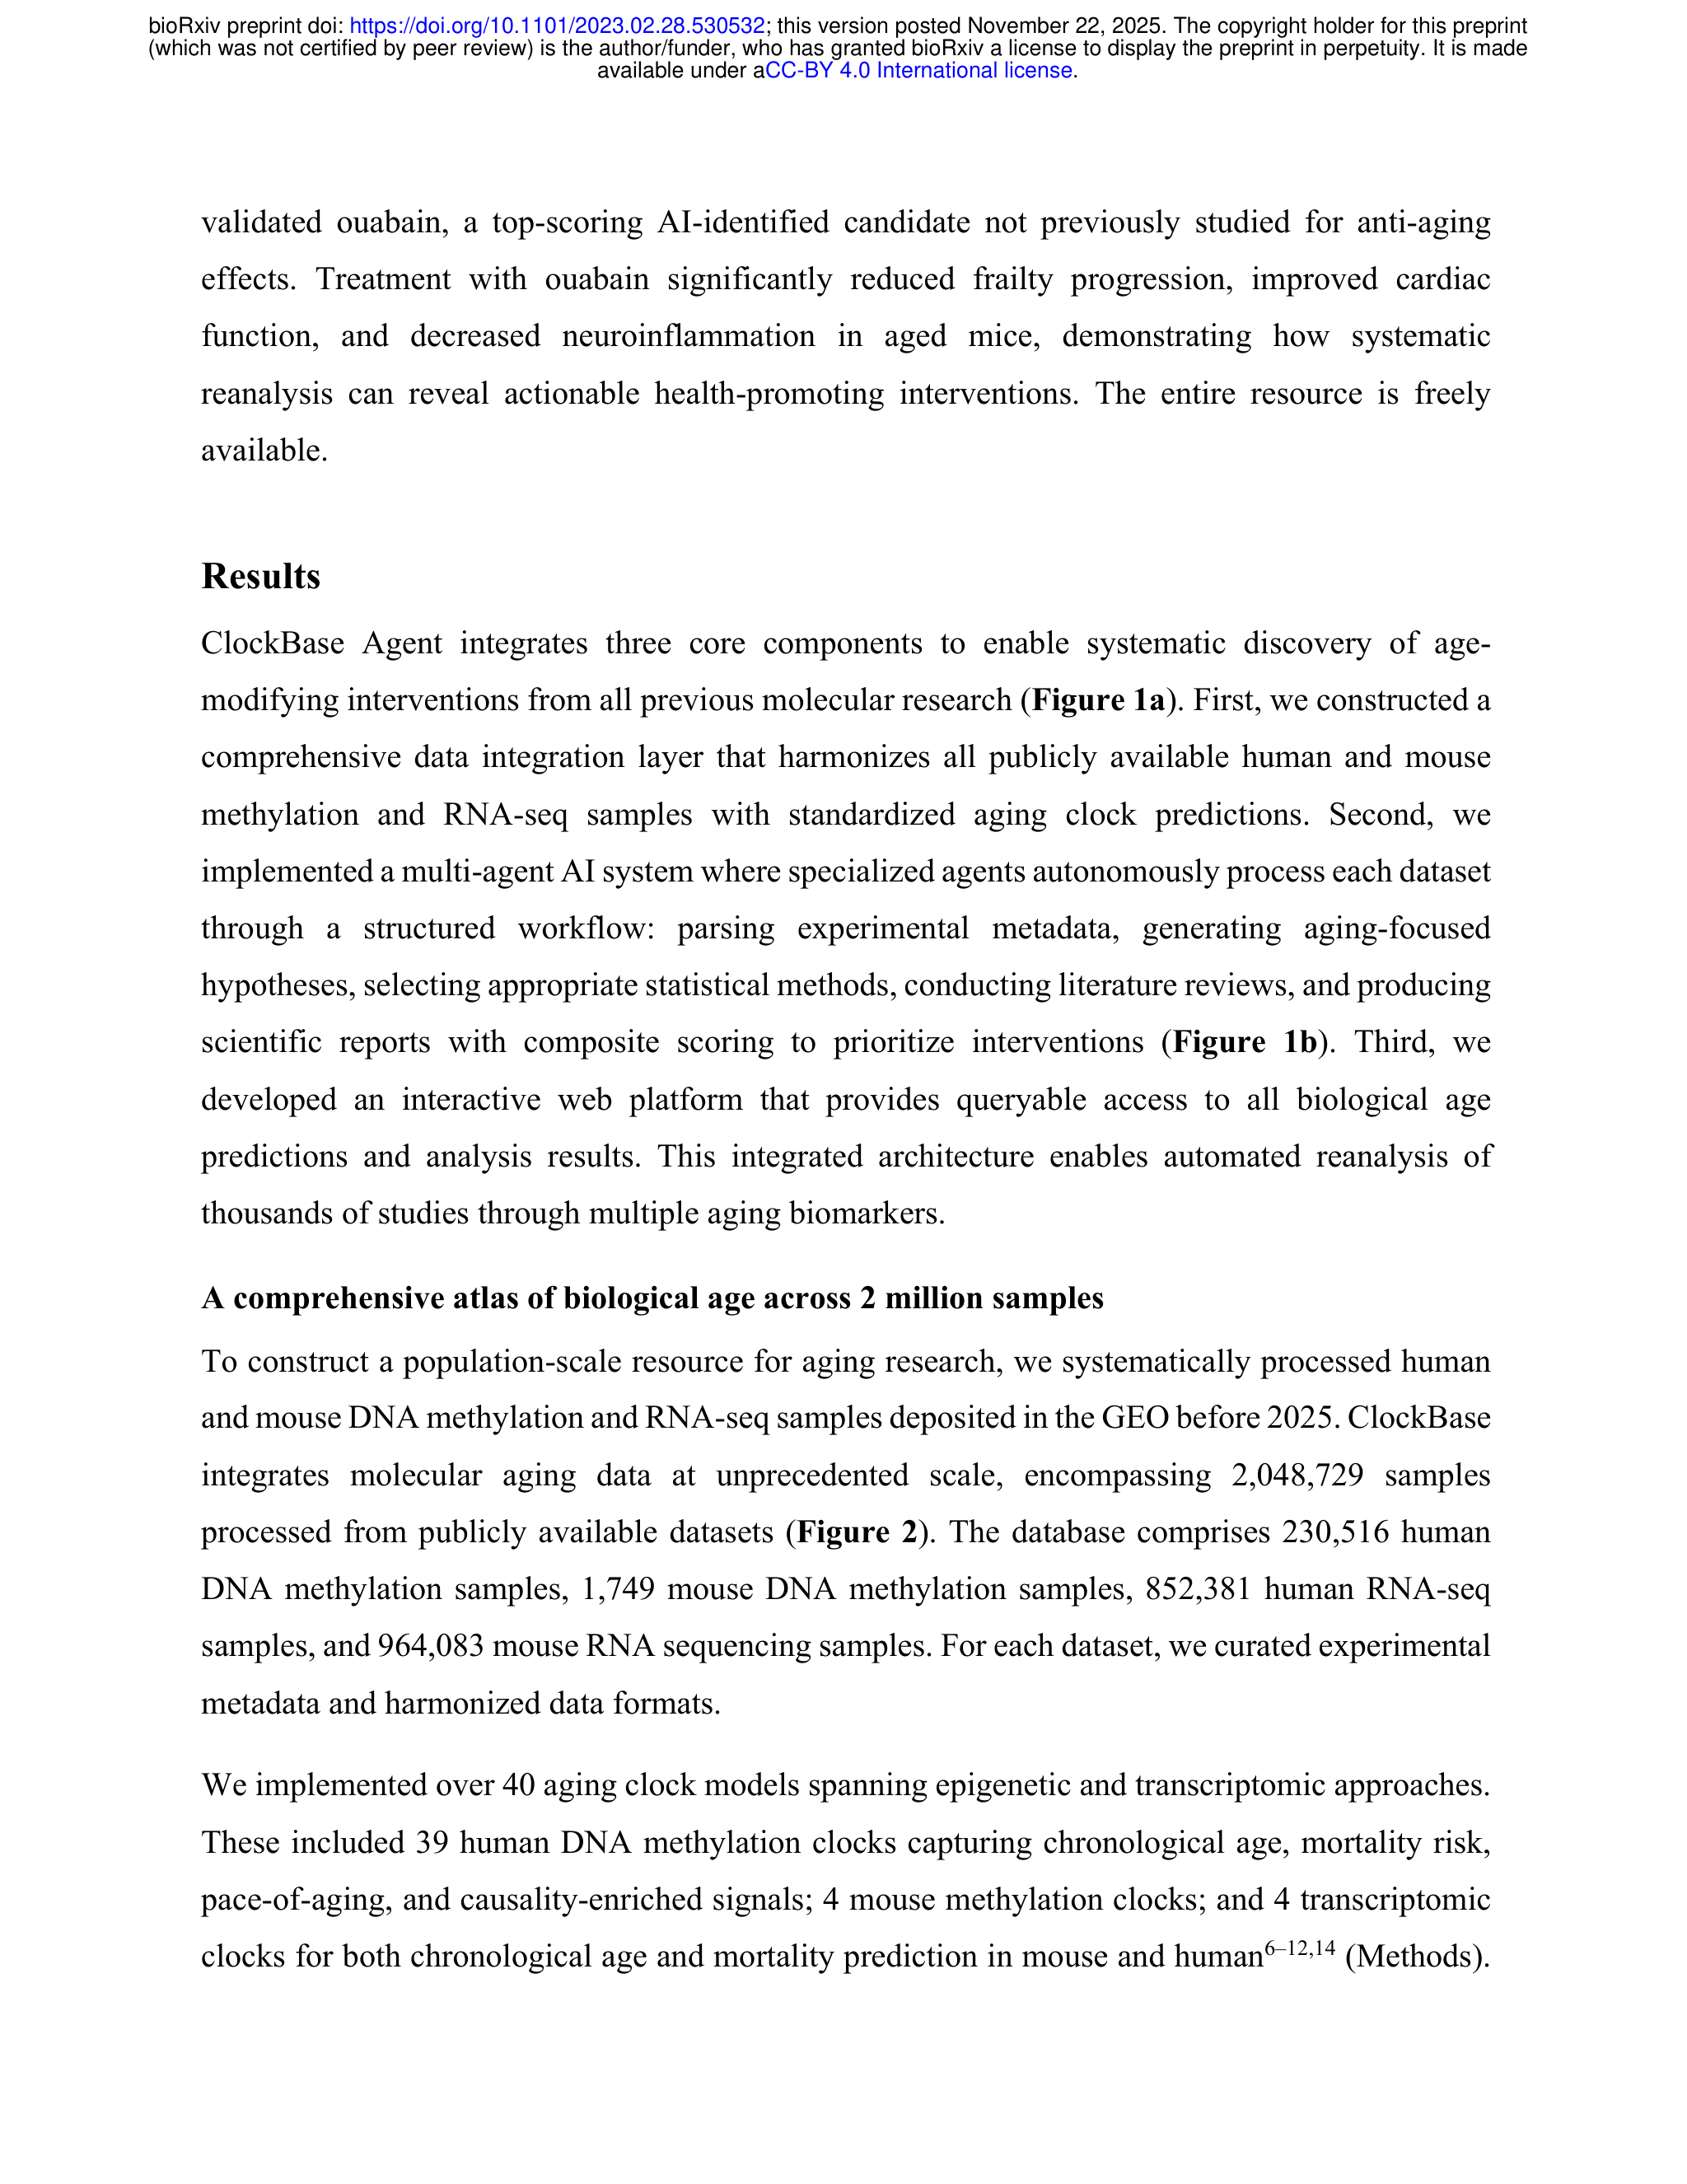 bioRxiv preprint doi: https://doi.org/10.1101/2023.02.28.530532; this version posted November 22, 2025. The copyright holder for this preprint
(which was not certified by peer review) is the author/funder, who has granted bioRxiv a license to display the preprint in perpetuity. It is made
available under aCC-BY 4.0 International license.
validated ouabain, a top-scoring AI-identified candidate not previously studied for anti-aging
effects. Treatment with ouabain significantly reduced frailty progression, improved cardiac
function, and decreased neuroinflammation in aged mice, demonstrating how systematic
reanalysis can reveal actionable health-promoting interventions. The entire resource is freely
available.
Results
ClockBase Agent integrates three core components to enable systematic discovery of age-
modifying interventions from all previous molecular research (Figure 1a). First, we constructed a
comprehensive data integration layer that harmonizes all publicly available human and mouse
methylation and RNA-seq samples with standardized aging clock predictions. Second, we
implemented a multi-agent AI system where specialized agents autonomously process each dataset
through a structured workflow: parsing experimental metadata, generating aging-focused
hypotheses, selecting appropriate statistical methods, conducting literature reviews, and producing
scientific reports with composite scoring to prioritize interventions (Figure 1b). Third, we
developed an interactive web platform that provides queryable access to all biological age
predictions and analysis results. This integrated architecture enables automated reanalysis of
thousands of studies through multiple aging biomarkers.
A comprehensive atlas of biological age across 2 million samples
To construct a population-scale resource for aging research, we systematically processed human
and mouse DNA methylation and RNA-seq samples deposited in the GEO before 2025. ClockBase
integrates molecular aging data at unprecedented scale, encompassing 2,048,729 samples
processed from publicly available datasets (Figure 2). The database comprises 230,516 human
DNA methylation samples, 1,749 mouse DNA methylation samples, 852,381 human RNA-seq
samples, and 964,083 mouse RNA sequencing samples. For each dataset, we curated experimental
metadata and harmonized data formats.
We implemented over 40 aging clock models spanning epigenetic and transcriptomic approaches.
These included 39 human DNA methylation clocks capturing chronological age, mortality risk,
pace-of-aging, and causality-enriched signals; 4 mouse methylation clocks; and 4 transcriptomic
clocks for both chronological age and mortality prediction in mouse and human6–12,14 (Methods).